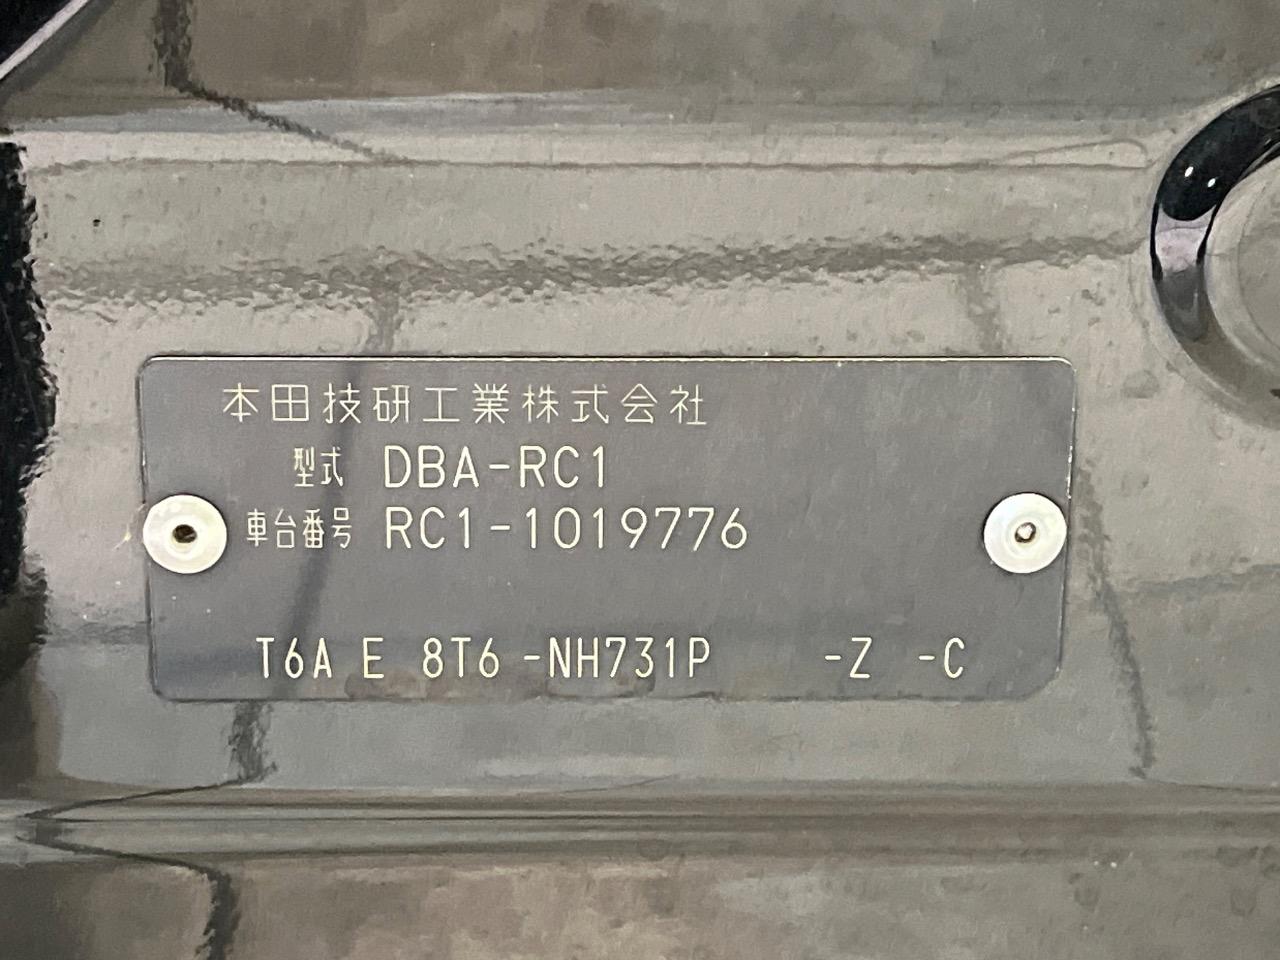 本田技研工業株式会社
型式 DBA-RC1
車台番号 RC1-1019776
T6A E 8T6 -NH731P -Z -C